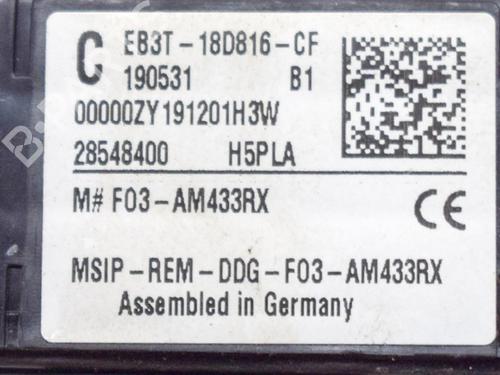 C EB3T-18D816-CF
190531 B1
00000ZY191201H3W
28548400 H5PLA
M# F03-AM433RX
CE
MSIP-REM-DDG-F03-AM433RX
Assembled in Germany